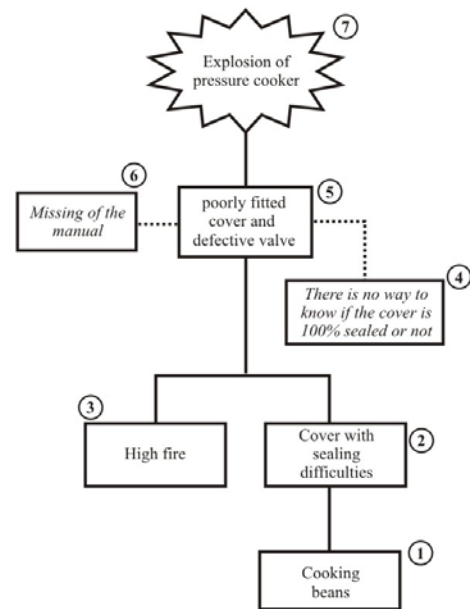 7
Explosion of
pressure cooker
6
Missing of the
manual
5
poorly fitted
cover and
defective valve
4
There is no way to
know if the cover is
100% sealed or not
3
High fire
2
Cover with
sealing
difficulties
1
Cooking
beans